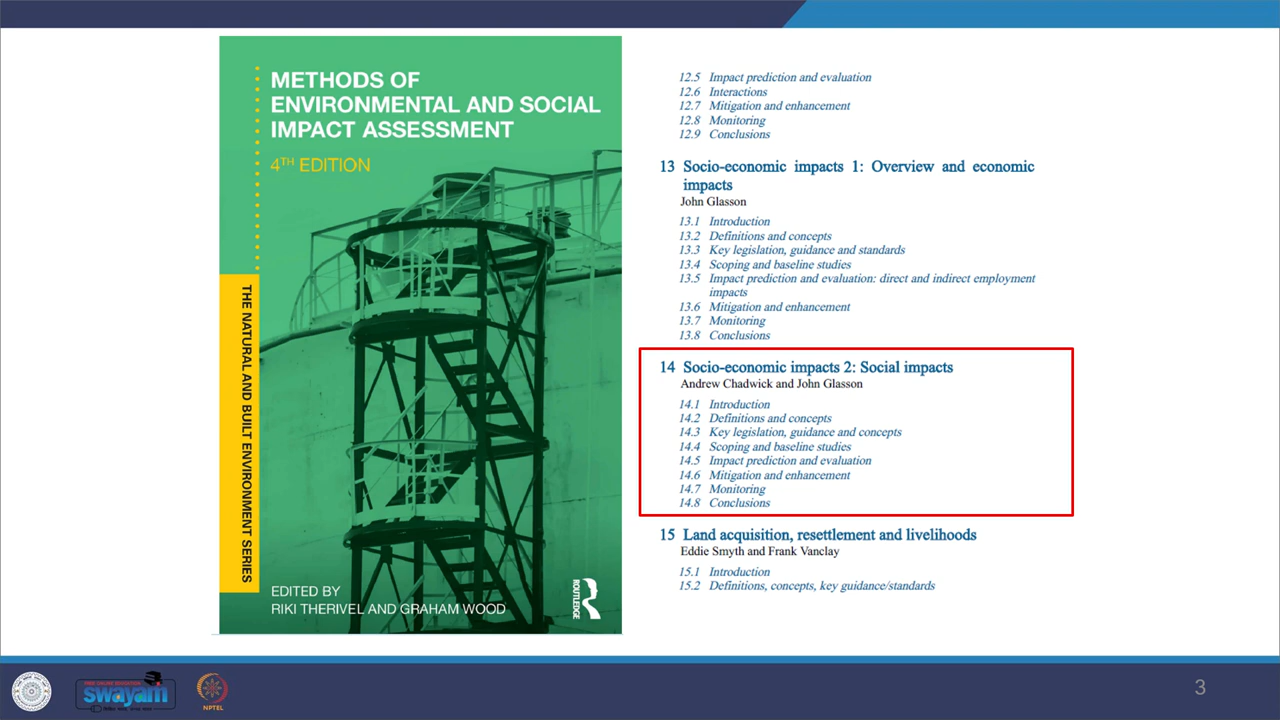 METHODS OF
ENVIRONMENTAL AND SOCIAL
IMPACT ASSESSMENT
4TH EDITION
THE NATURAL AND BUILT ENVIRONMENT SERIES
EDITED BY
RIKI THERIVEL AND GRAHAM WOOD
ROUTLEDGE
12.5 Impact prediction and evaluation
12.6 Interactions
12.7 Mitigation and enhancement
12.8 Monitoring
12.9 Conclusions
13 Socio-economic impacts 1: Overview and economic
impacts
John Glasson
13.1 Introduction
13.2 Definitions and concepts
13.3 Key legislation, guidance and standards
13.4 Scoping and baseline studies
13.5 Impact prediction and evaluation: direct and indirect employment
impacts
13.6 Mitigation and enhancement
13.7 Monitoring
13.8 Conclusions
14 Socio-economic impacts 2: Social impacts
Andrew Chadwick and John Glasson
14.1 Introduction
14.2 Definitions and concepts
14.3 Key legislation, guidance and concepts
14.4 Scoping and baseline studies
14.5 Impact prediction and evaluation
14.6 Mitigation and enhancement
14.7 Monitoring
14.8 Conclusions
15 Land acquisition, resettlement and livelihoods
Eddie Smyth and Frank Vanclay
15.1 Introduction
15.2 Definitions, concepts, key guidance/standards
FREE ONLINE EDUCATION
swayam
NPTEL
3